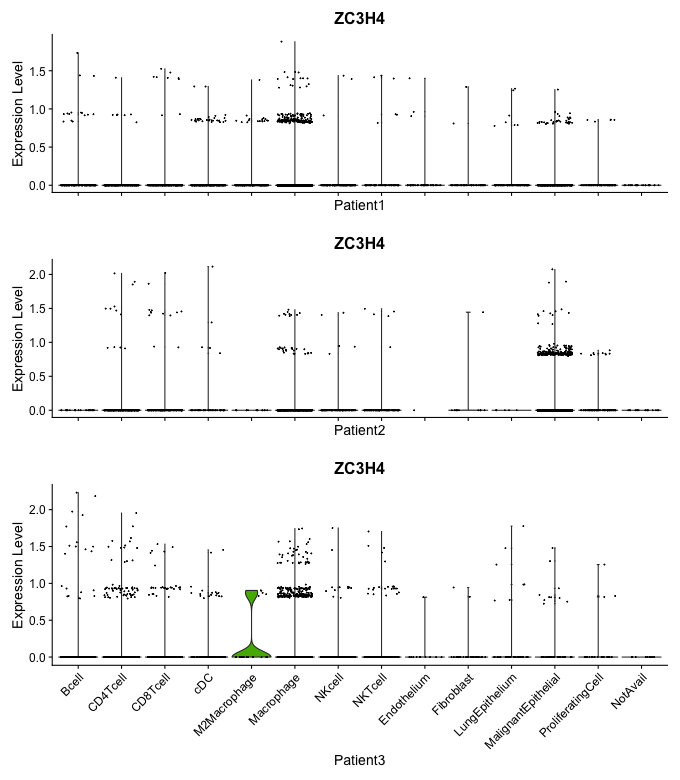 ZC3H4
Expression Level
1.5
1.0
0.5
0.0
Patient1
ZC3H4
Expression Level
2.0
1.5
1.0
0.5
0.0
Patient2
ZC3H4
Expression Level
2.0
1.5
1.0
0.5
0.0
Bcell
CD4Tcell
CD8Tcell
cDC
M2Macrophage
Macrophage
NKcell
NKTcell
Endothelium
Fibroblast
LungEpithelium
MalignantEpithelial
ProliferatingCell
NotAvail
Patient3